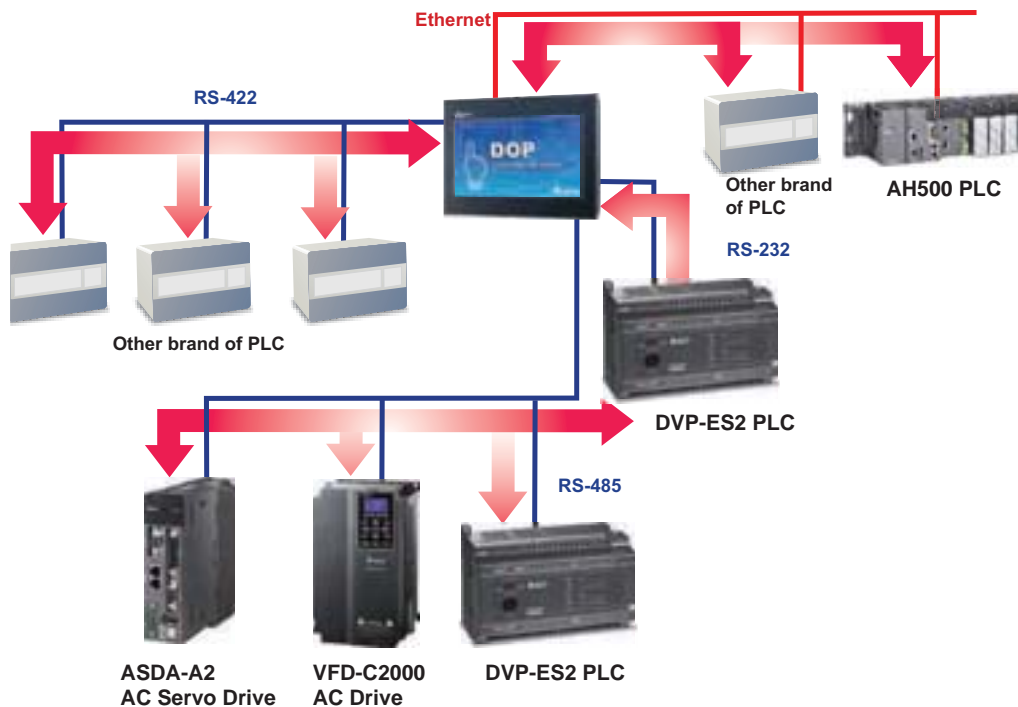 Ethernet
RS-422
DOP
Other brand
of PLC
AH500 PLC
RS-232
Other brand of PLC
DVP-ES2 PLC
RS-485
ASDA-A2
AC Servo Drive
VFD-C2000
AC Drive
DVP-ES2 PLC